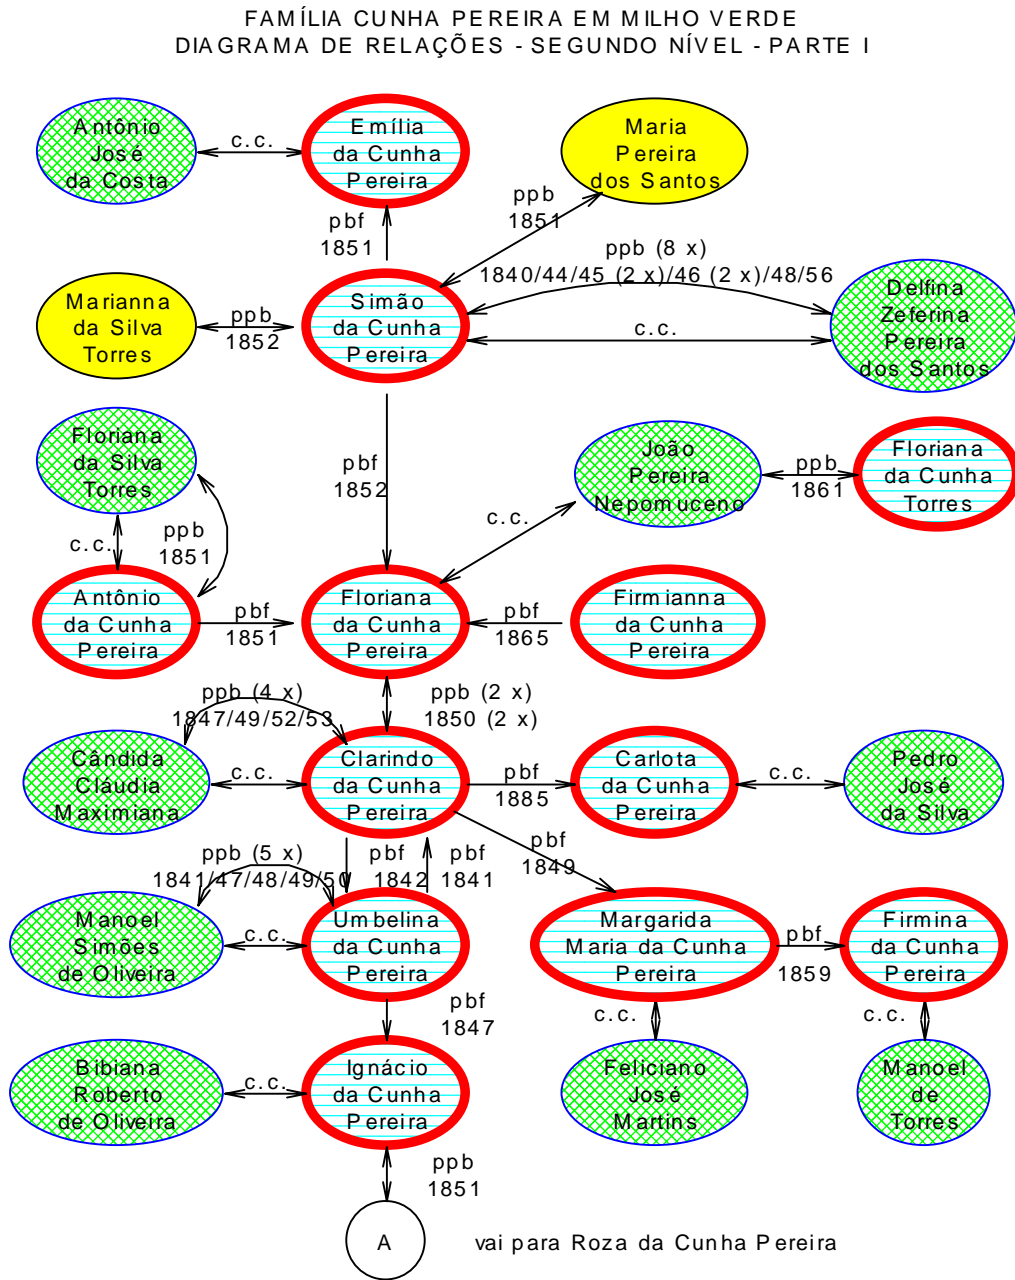 FAMÍLIA CUNHA PEREIRA EM MILHO VERDE
DIAGRAMA DE RELAÇÕES - SEGUNDO NÍVEL - PARTE I
Antônio
José
da Costa
c.c.
Emília
da Cunha
Pereira
Maria
Pereira
dos Santos
pbf
1851
ppb
1851
ppb (8 x)
1840/44/45 (2 x)/46 (2 x)/48/56
Marianna
da Silva
Torres
ppb
1852
Simão
da Cunha
Pereira
c.c.
Delfina
Zeferina
Pereira
dos Santos
Floriana
da Silva
Torres
pbf
1852
João
Pereira
Nepomuceno
ppb
1861
Floriana
da Cunha
Torres
c.c.
ppb
1851
c.c.
Antônio
da Cunha
Pereira
pbf
1851
Floriana
da Cunha
Pereira
pbf
1865
Firmianna
da Cunha
Pereira
ppb (4 x)
1847/49/52/53
ppb (2 x)
1850 (2 x)
Cândida
Cláudia
Maximiana
c.c.
Clarindo
da Cunha
Pereira
pbf
1885
Carlota
da Cunha
Pereira
c.c.
Pedro
José
da Silva
ppb (5 x)
1841/47/48/49/50
pbf
1842
pbf
1841
pbf
1849
Manoel
Simões
de Oliveira
c.c.
Umbelina
da Cunha
Pereira
Margarida
Maria da Cunha
Pereira
pbf
1859
Firmina
da Cunha
Pereira
pbf
1847
c.c.
c.c.
Bibiana
Roberto
de Oliveira
c.c.
Ignácio
da Cunha
Pereira
Feliciano
José
Martins
Manoel
de
Torres
ppb
1851
A
vai para Roza da Cunha Pereira